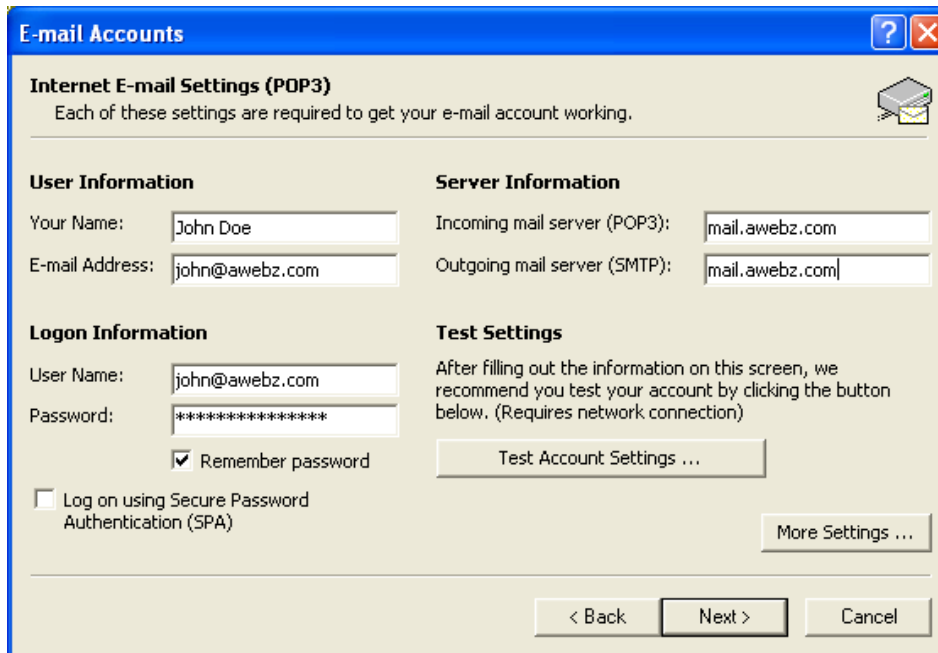 E-mail Accounts
Internet E-mail Settings (POP3)
Each of these settings are required to get your e-mail account working.
User Information
Your Name: John Doe
E-mail Address: john@awebz.com
Server Information
Incoming mail server (POP3): mail.awebz.com
Outgoing mail server (SMTP): mail.awebz.com
Logon Information
User Name: john@awebz.com
Password: ***************
Remember password
Log on using Secure Password
Authentication (SPA)
Test Settings
After filling out the information on this screen, we
recommend you test your account by clicking the button
below. (Requires network connection)
Test Account Settings ...
More Settings ...
< Back
Next >
Cancel